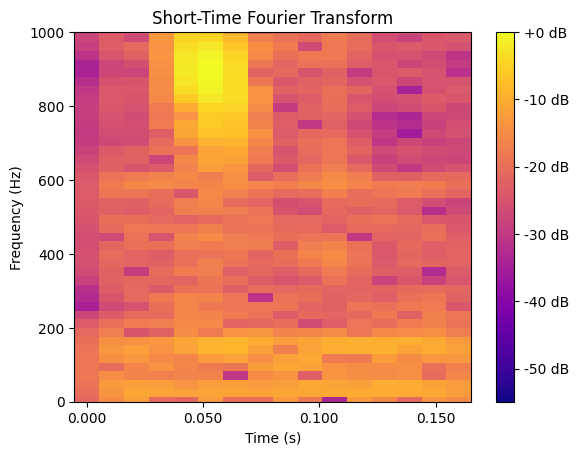 Short-Time Fourier Transform
1000
800
600
400
200
0
Frequency (Hz)
0.000
0.050
0.100
0.150
Time (s)
+0 dB
-10 dB
-20 dB
-30 dB
-40 dB
-50 dB